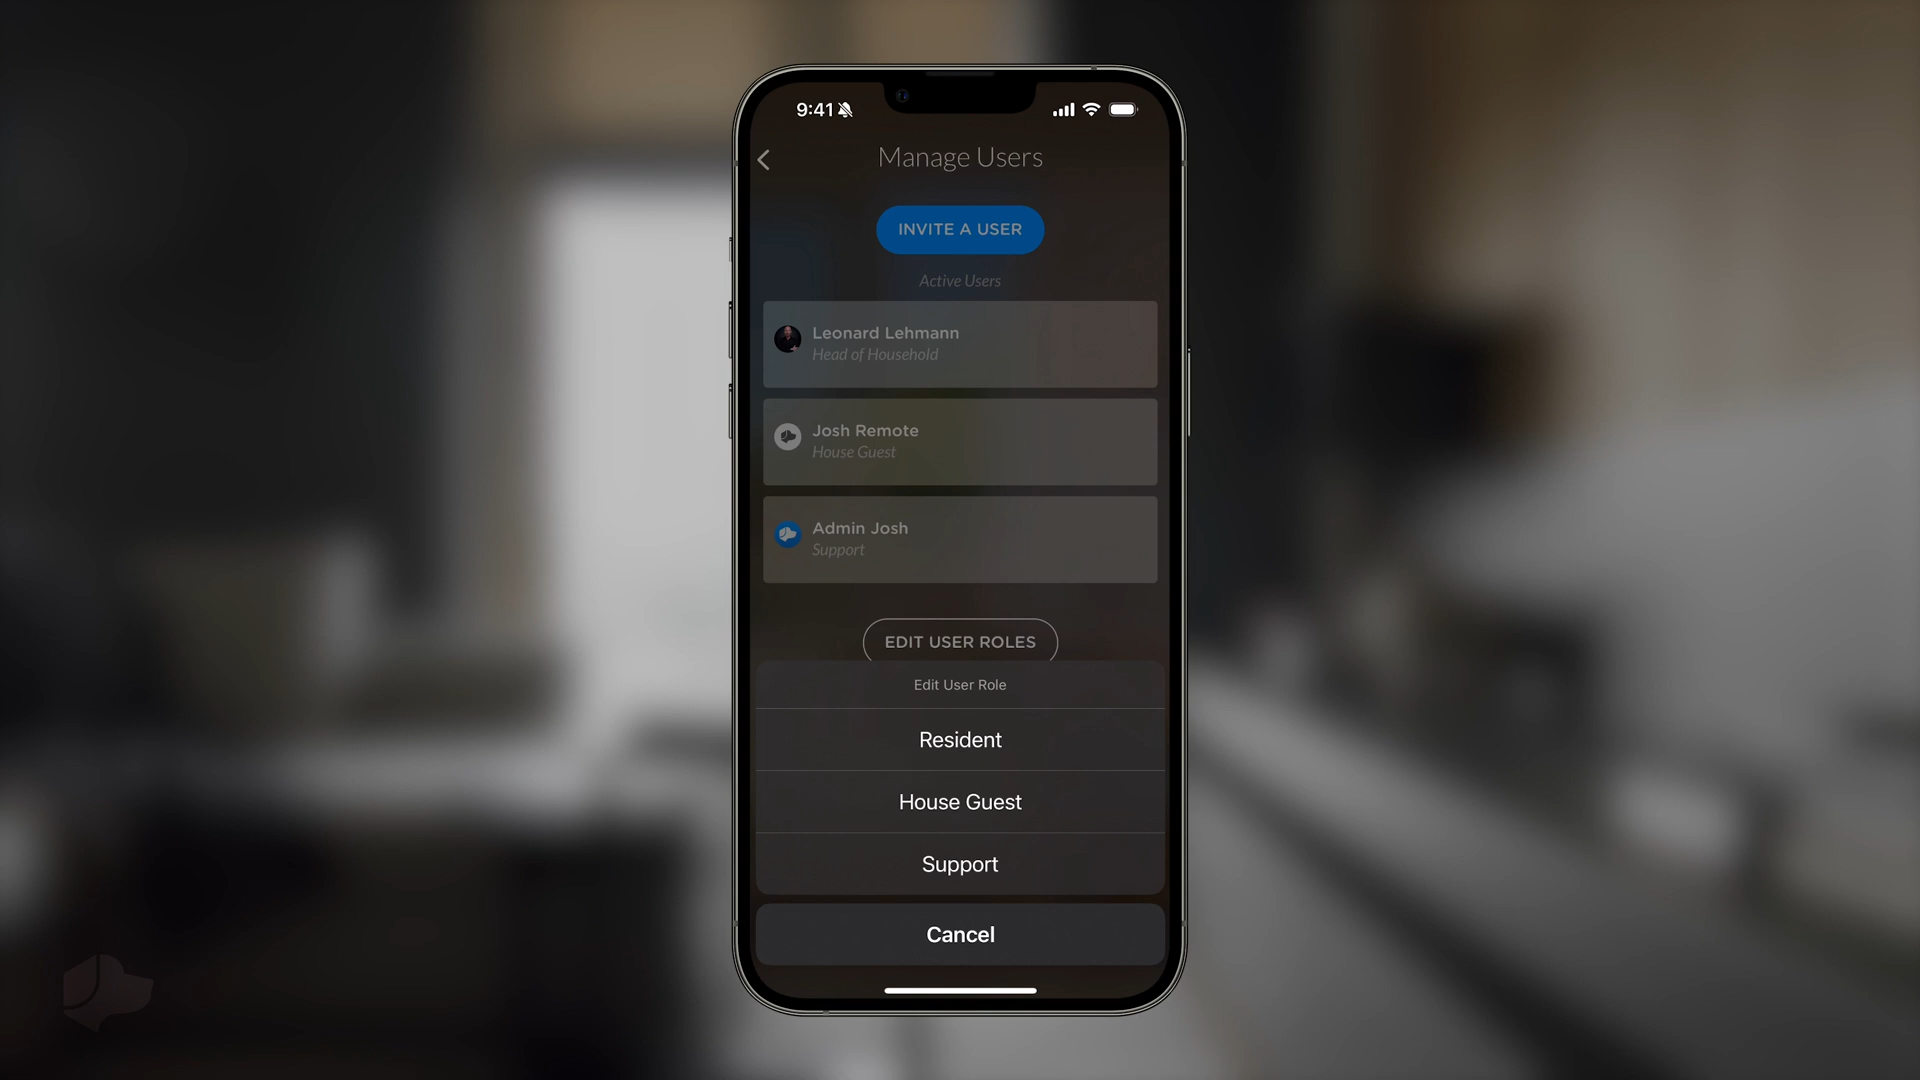 9:41
Manage Users
INVITE A USER
Active Users
Leonard Lehmann
Head of Household
Josh Remote
House Guest
Admin Josh
Support
EDIT USER ROLES
Edit User Role
Resident
House Guest
Support
Cancel